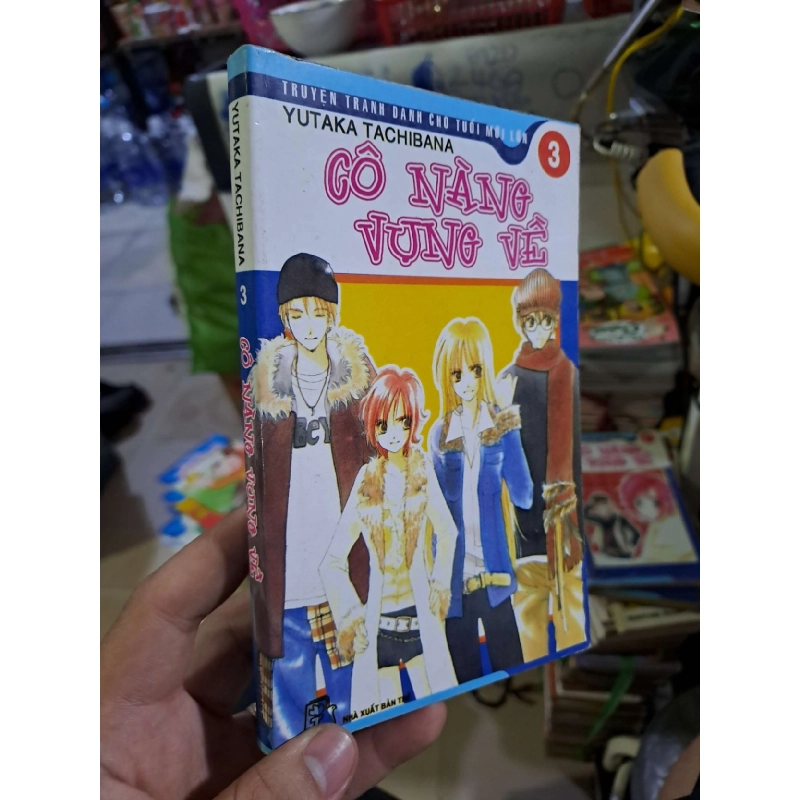 TRUYỆN TRANH DÀNH CHO TUỔI MỚI LỚN
YUTAKA TACHIBANA
3
CÔ NÀNG
VỤNG VỀ
NHÀ XUẤT BẢN TRẺ
YUTAKA TACHIBANA
3
CÔ NÀNG VỤNG VỀ